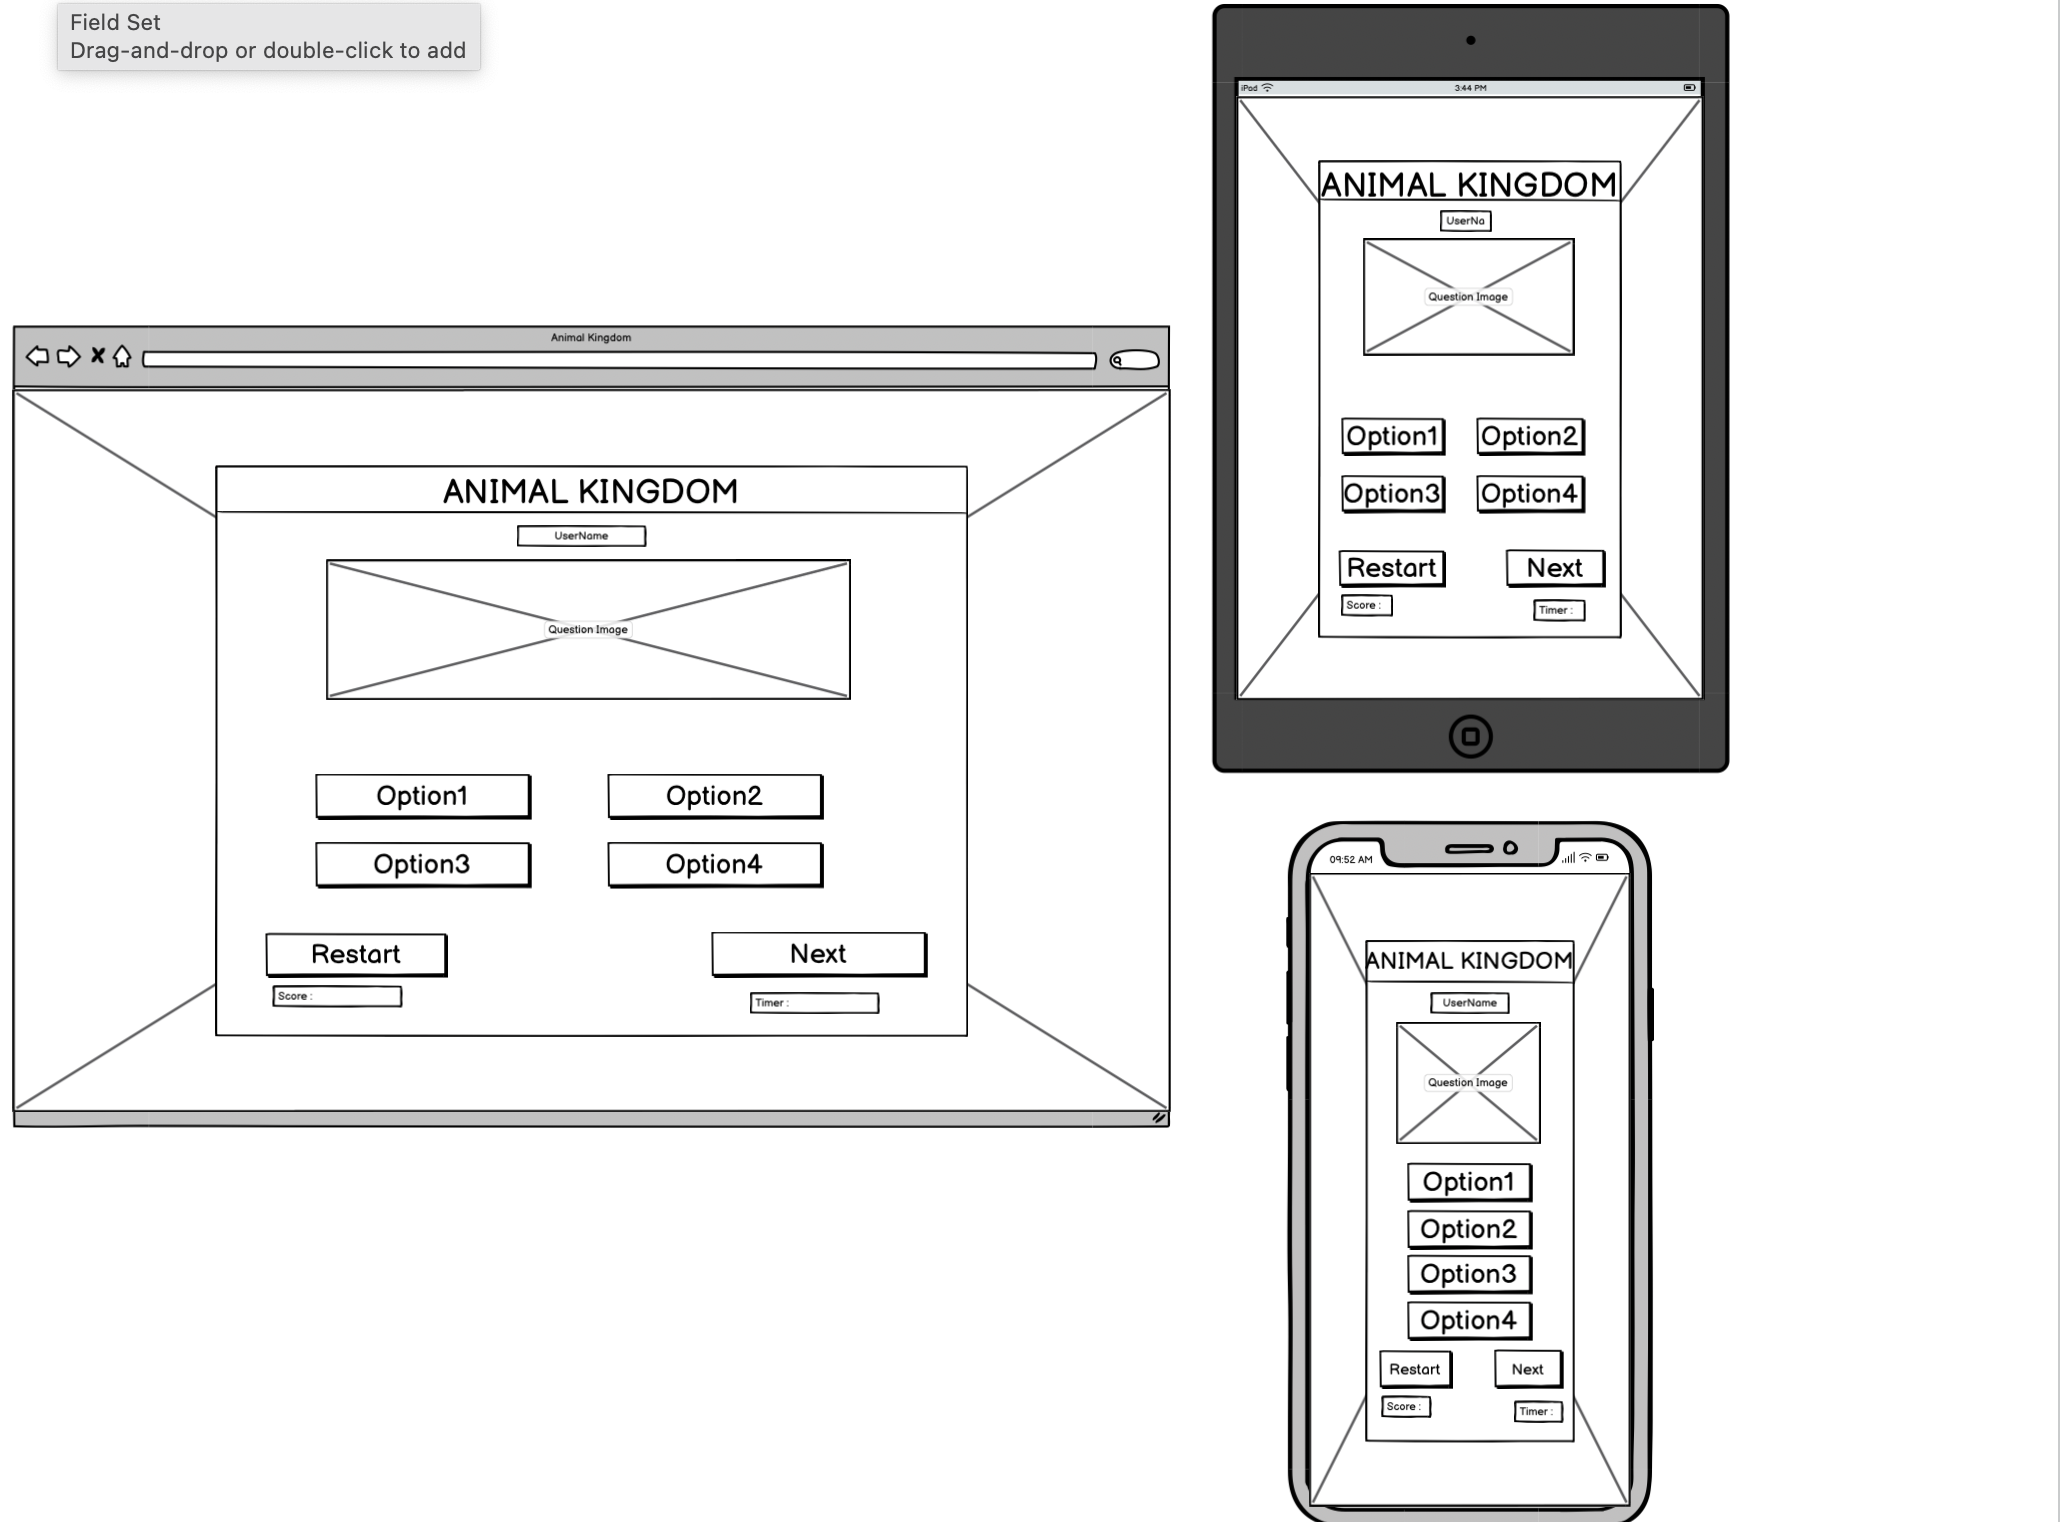 Field Set
Drag-and-drop or double-click to add
Animal Kingdom
ANIMAL KINGDOM
UserName
Question Image
Option1 Option2
Option3 Option4
Restart Next
Score :
Timer :
iPad 3:44 PM
ANIMAL KINGDOM
UserNa
Question Image
Option1 Option2
Option3 Option4
Restart Next
Score :
Timer :
09:52 AM
ANIMAL KINGDOM
UserName
Question Image
Option1
Option2
Option3
Option4
Restart Next
Score :
Timer :